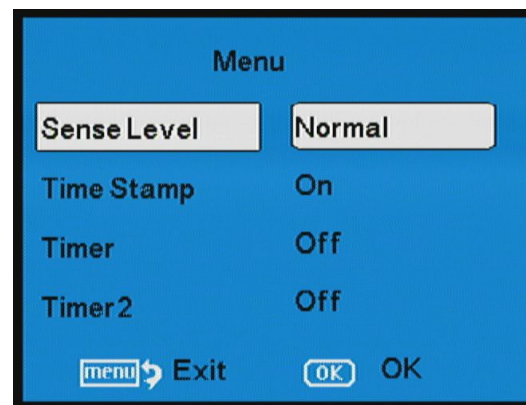 Menu
Sense Level Normal
Time Stamp On
Timer Off
Timer2 Off
menu Exit OK OK